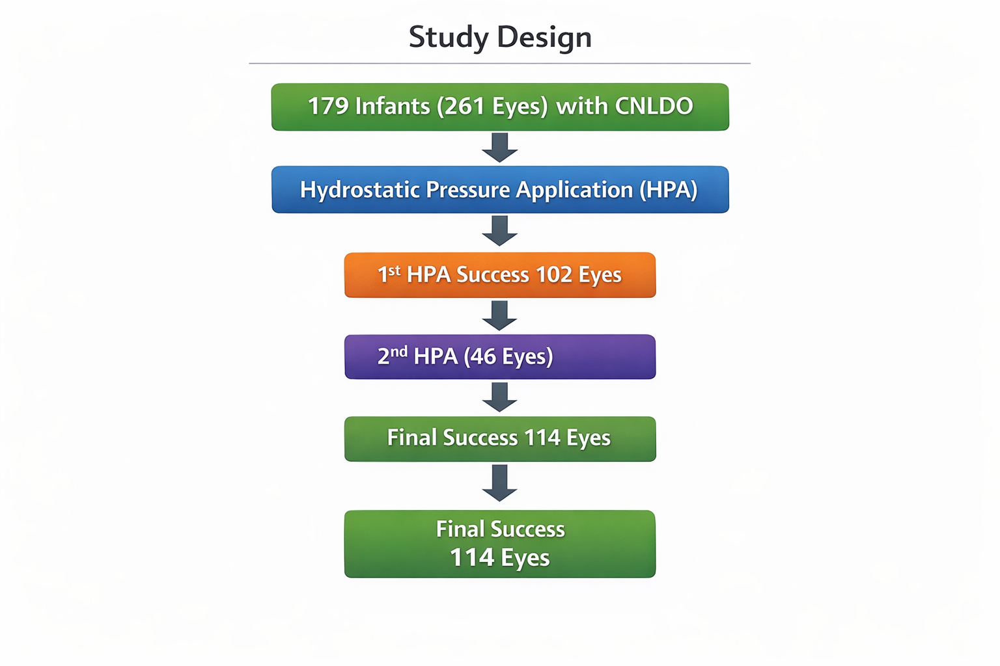 Study Design
179 Infants (261 Eyes) with CNLDO
Hydrostatic Pressure Application (HPA)
1st HPA Success 102 Eyes
2nd HPA (46 Eyes)
Final Success 114 Eyes
Final Success
114 Eyes